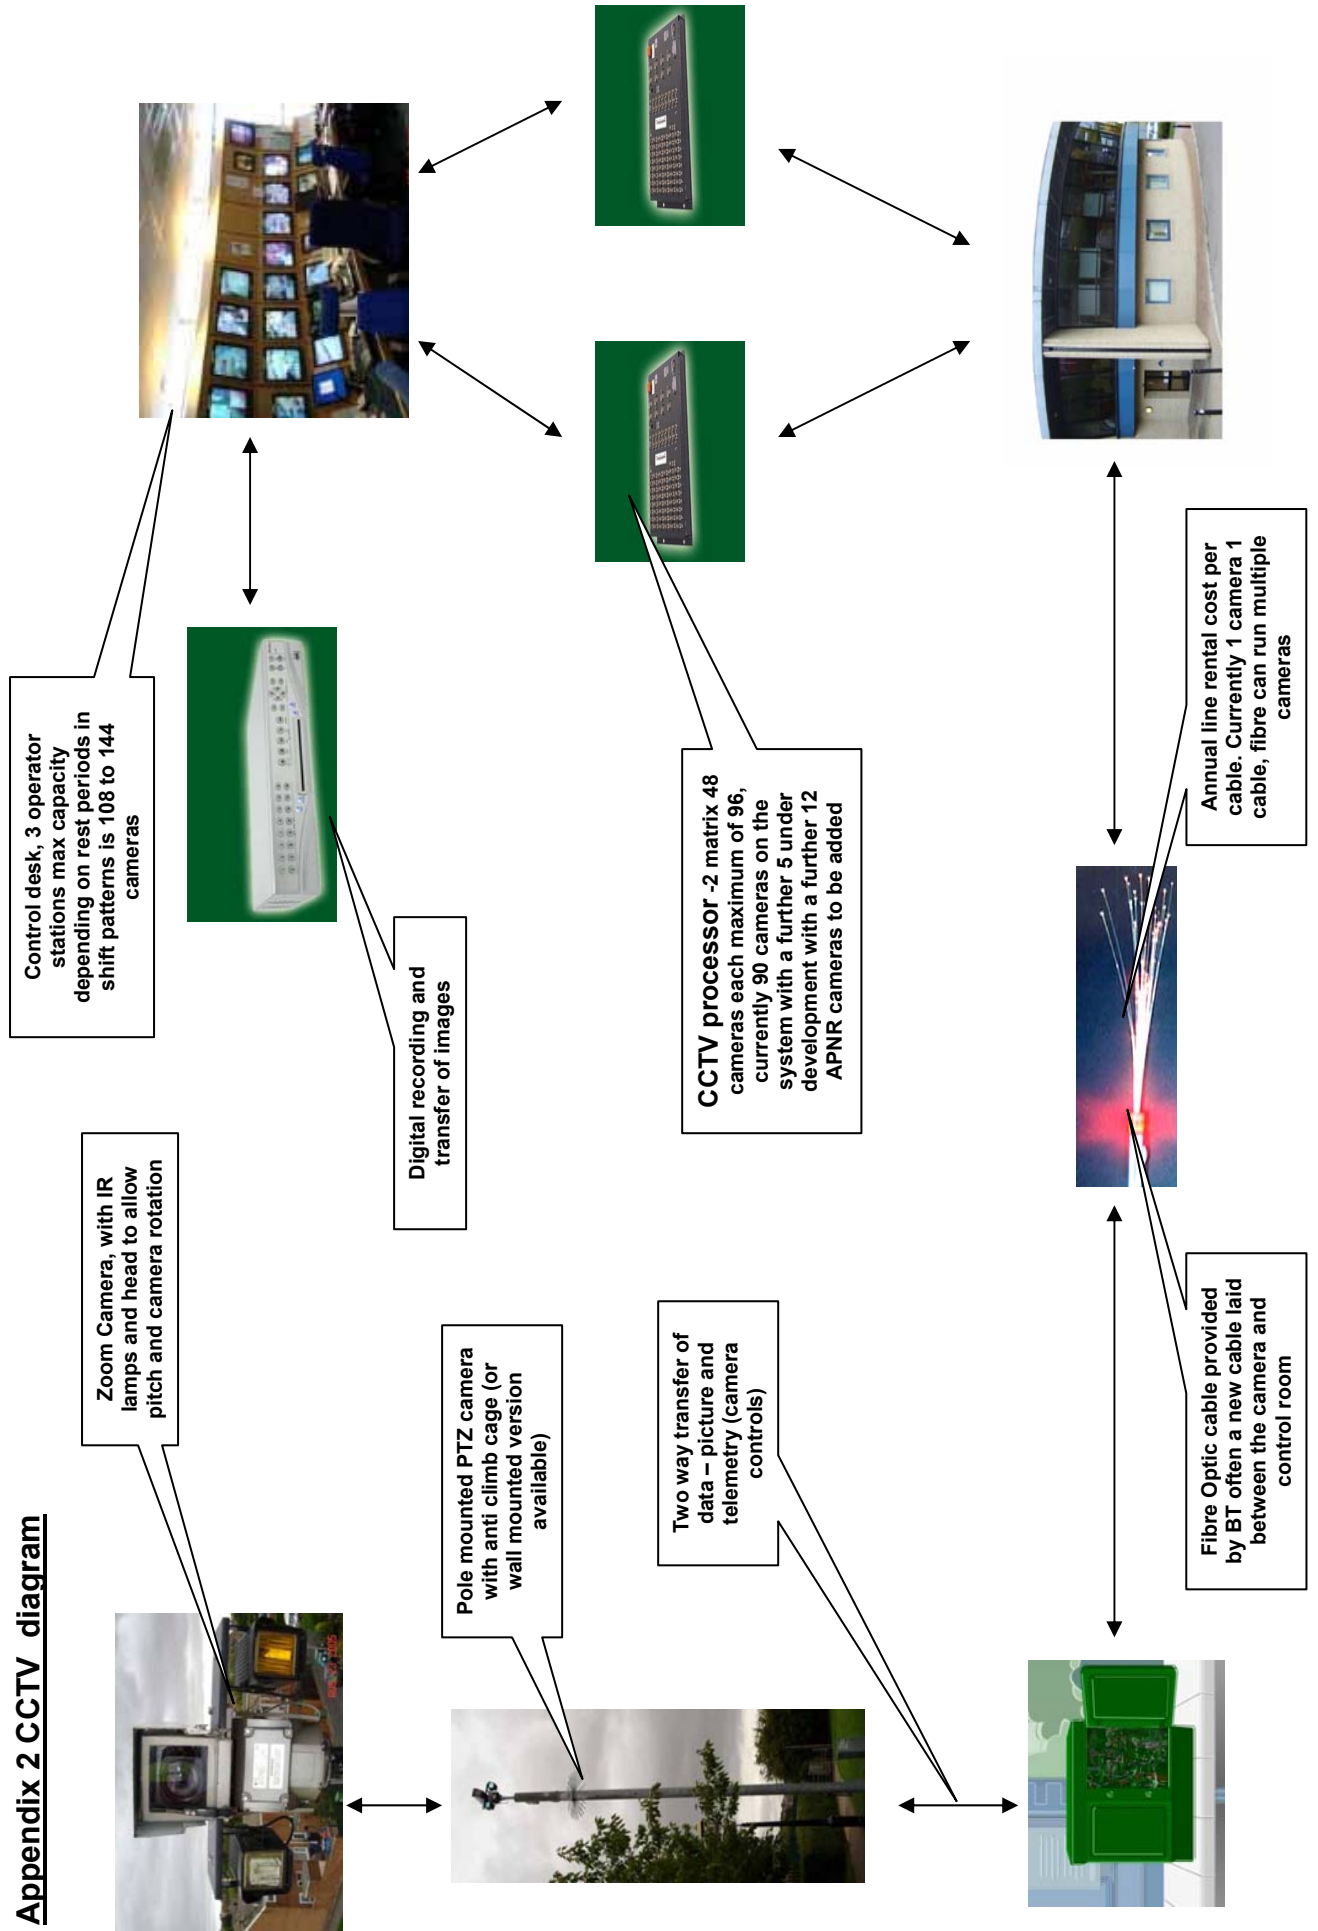 Appendix 2 CCTV diagram
Zoom Camera, with IR
lamps and head to allow
pitch and camera rotation
Control desk, 3 operator
stations max capacity
depending on rest periods in
shift patterns is 108 to 144
cameras
Pole mounted PTZ camera
with anti climb cage (or
wall mounted version
available)
Digital recording and
transfer of images
Two way transfer of
data – picture and
telemetry (camera
controls)
CCTV processor -2 matrix 48
cameras each maximum of 96,
currently 90 cameras on the
system with a further 5 under
development with a further 12
APNR cameras to be added
Fibre Optic cable provided
by BT often a new cable laid
between the camera and
control room
Annual line rental cost per
cable. Currently 1 camera 1
cable, fibre can run multiple
cameras